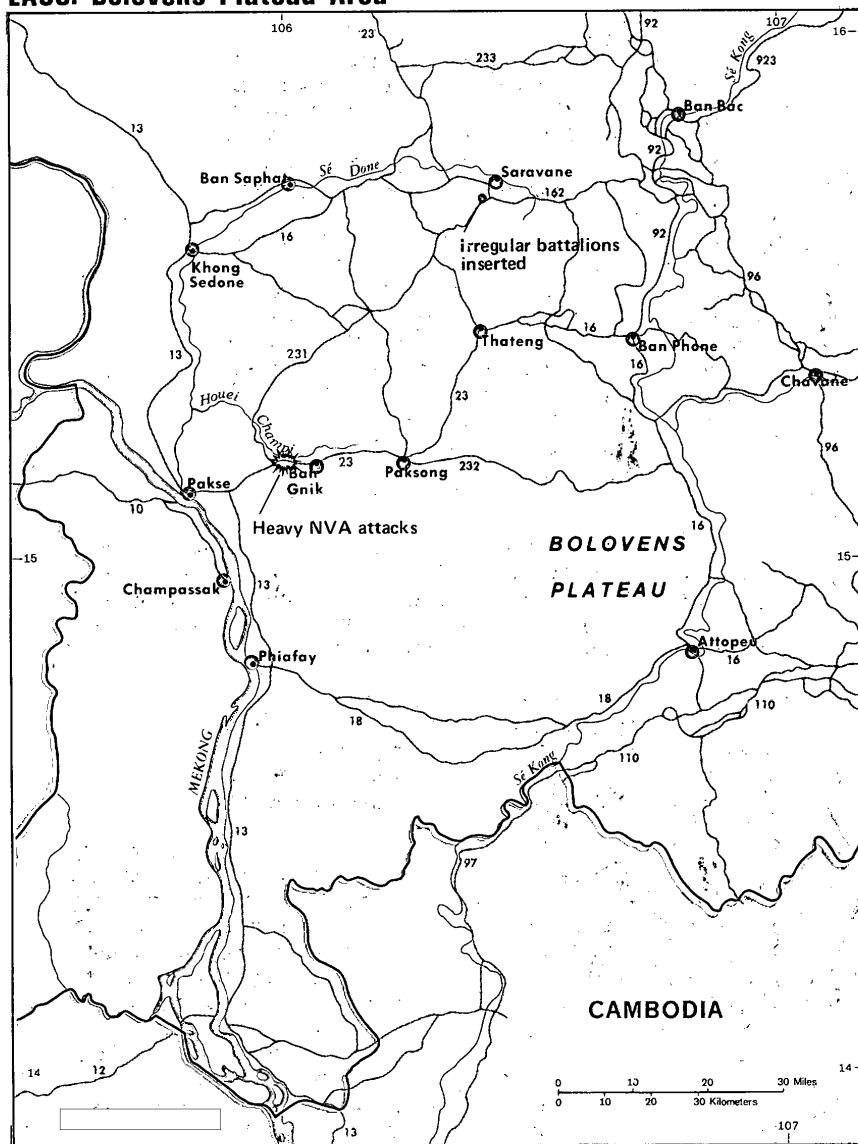 LAOS: Bolovens Plateau Area
106
107
16
23
92
233
Sé Kong
923
13
Ban Bac
92
Ban Saphat
Sé Done
Saravane
162
16
irregular battalions
inserted
92
Khong
Sedone
96
13
231
Thateng
16
Ban Phone
16
Chavane
Houei Champi
23
96
23
Ban
Gnik
Paksong
232
Pakse
10
Heavy NVA attacks
16
15
BOLOVENS
PLATEAU
15
Champassak
13
Phiafay
Attopeu
16
18
18
110
110
MEKONG
Sé Kong
13
97
CAMBODIA
14
12
14
0 10 20 30 Miles
0 10 20 30 Kilometers
13
107